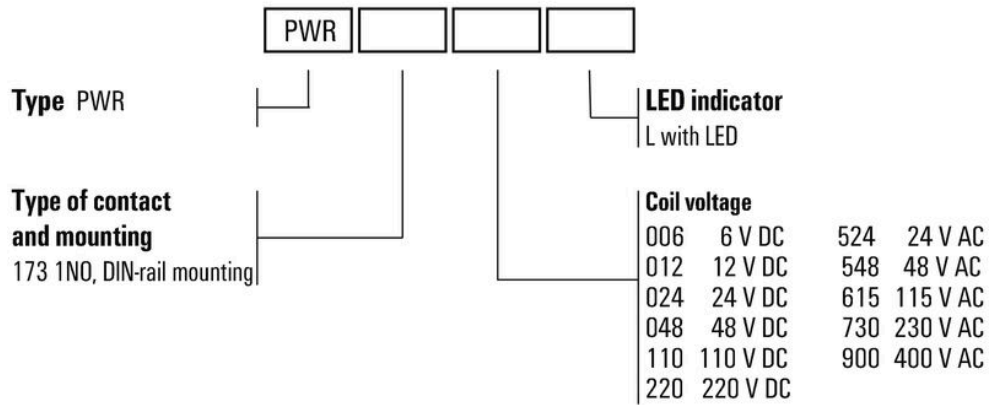 PWR
Type PWR
LED indicator
L with LED
Type of contact
and mounting
173 1NO, DIN-rail mounting
Coil voltage
006 6 V DC 524 24 V AC
012 12 V DC 548 48 V AC
024 24 V DC 615 115 V AC
048 48 V DC 730 230 V AC
110 110 V DC 900 400 V AC
220 220 V DC